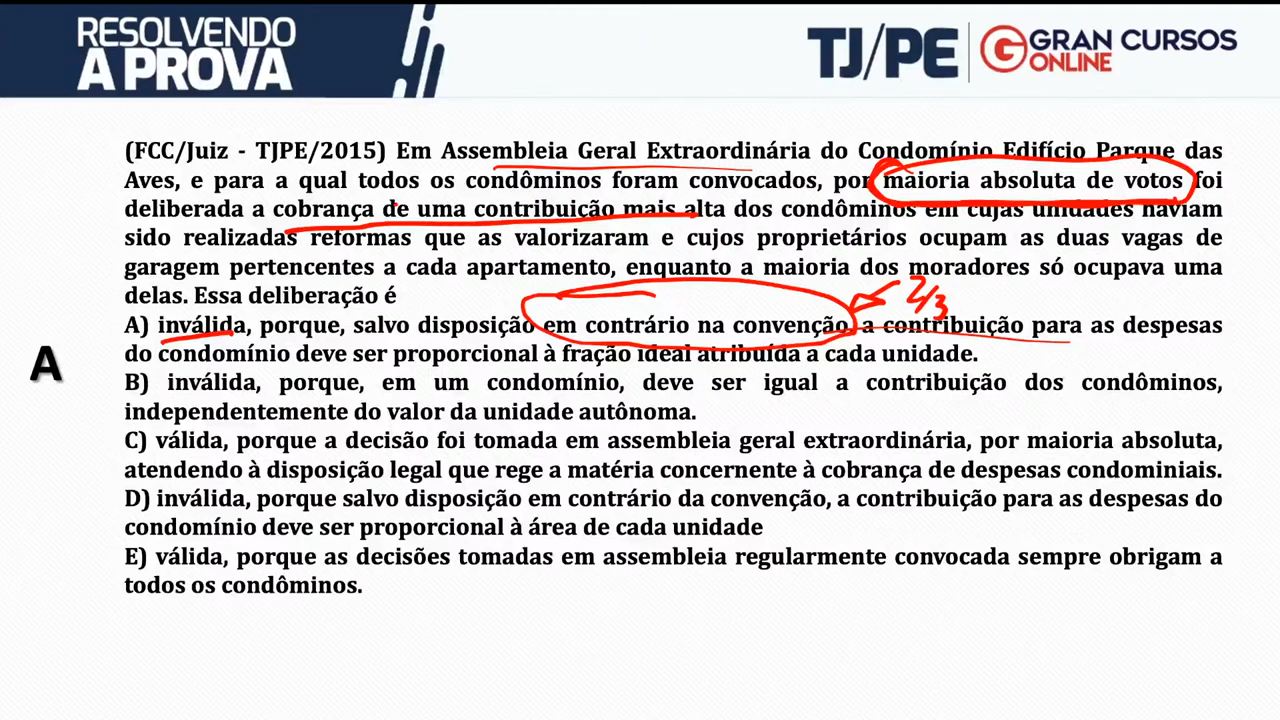 RESOLVENDO
A PROVA
TJ/PE
GRAN CURSOS
ONLINE
(FCC/Juiz - TJPE/2015) Em Assembleia Geral Extraordinária do Condomínio Edifício Parque das
Aves, e para a qual todos os condôminos foram convocados, por maioria absoluta de votos foi
deliberada a cobrança de uma contribuição mais alta dos condôminos em cujas unidades haviam
sido realizadas reformas que as valorizaram e cujos proprietários ocupam as duas vagas de
garagem pertencentes a cada apartamento, enquanto a maioria dos moradores só ocupava uma
delas. Essa deliberação é
2/3
A) inválida, porque, salvo disposição em contrário na convenção, a contribuição para as despesas
do condomínio deve ser proporcional à fração ideal atribuída a cada unidade.
A
B) inválida, porque, em um condomínio, deve ser igual a contribuição dos condôminos,
independentemente do valor da unidade autônoma.
C) válida, porque a decisão foi tomada em assembleia geral extraordinária, por maioria absoluta,
atendendo à disposição legal que rege a matéria concernente à cobrança de despesas condominiais.
D) inválida, porque salvo disposição em contrário da convenção, a contribuição para as despesas do
condomínio deve ser proporcional à área de cada unidade
E) válida, porque as decisões tomadas em assembleia regularmente convocada sempre obrigam a
todos os condôminos.